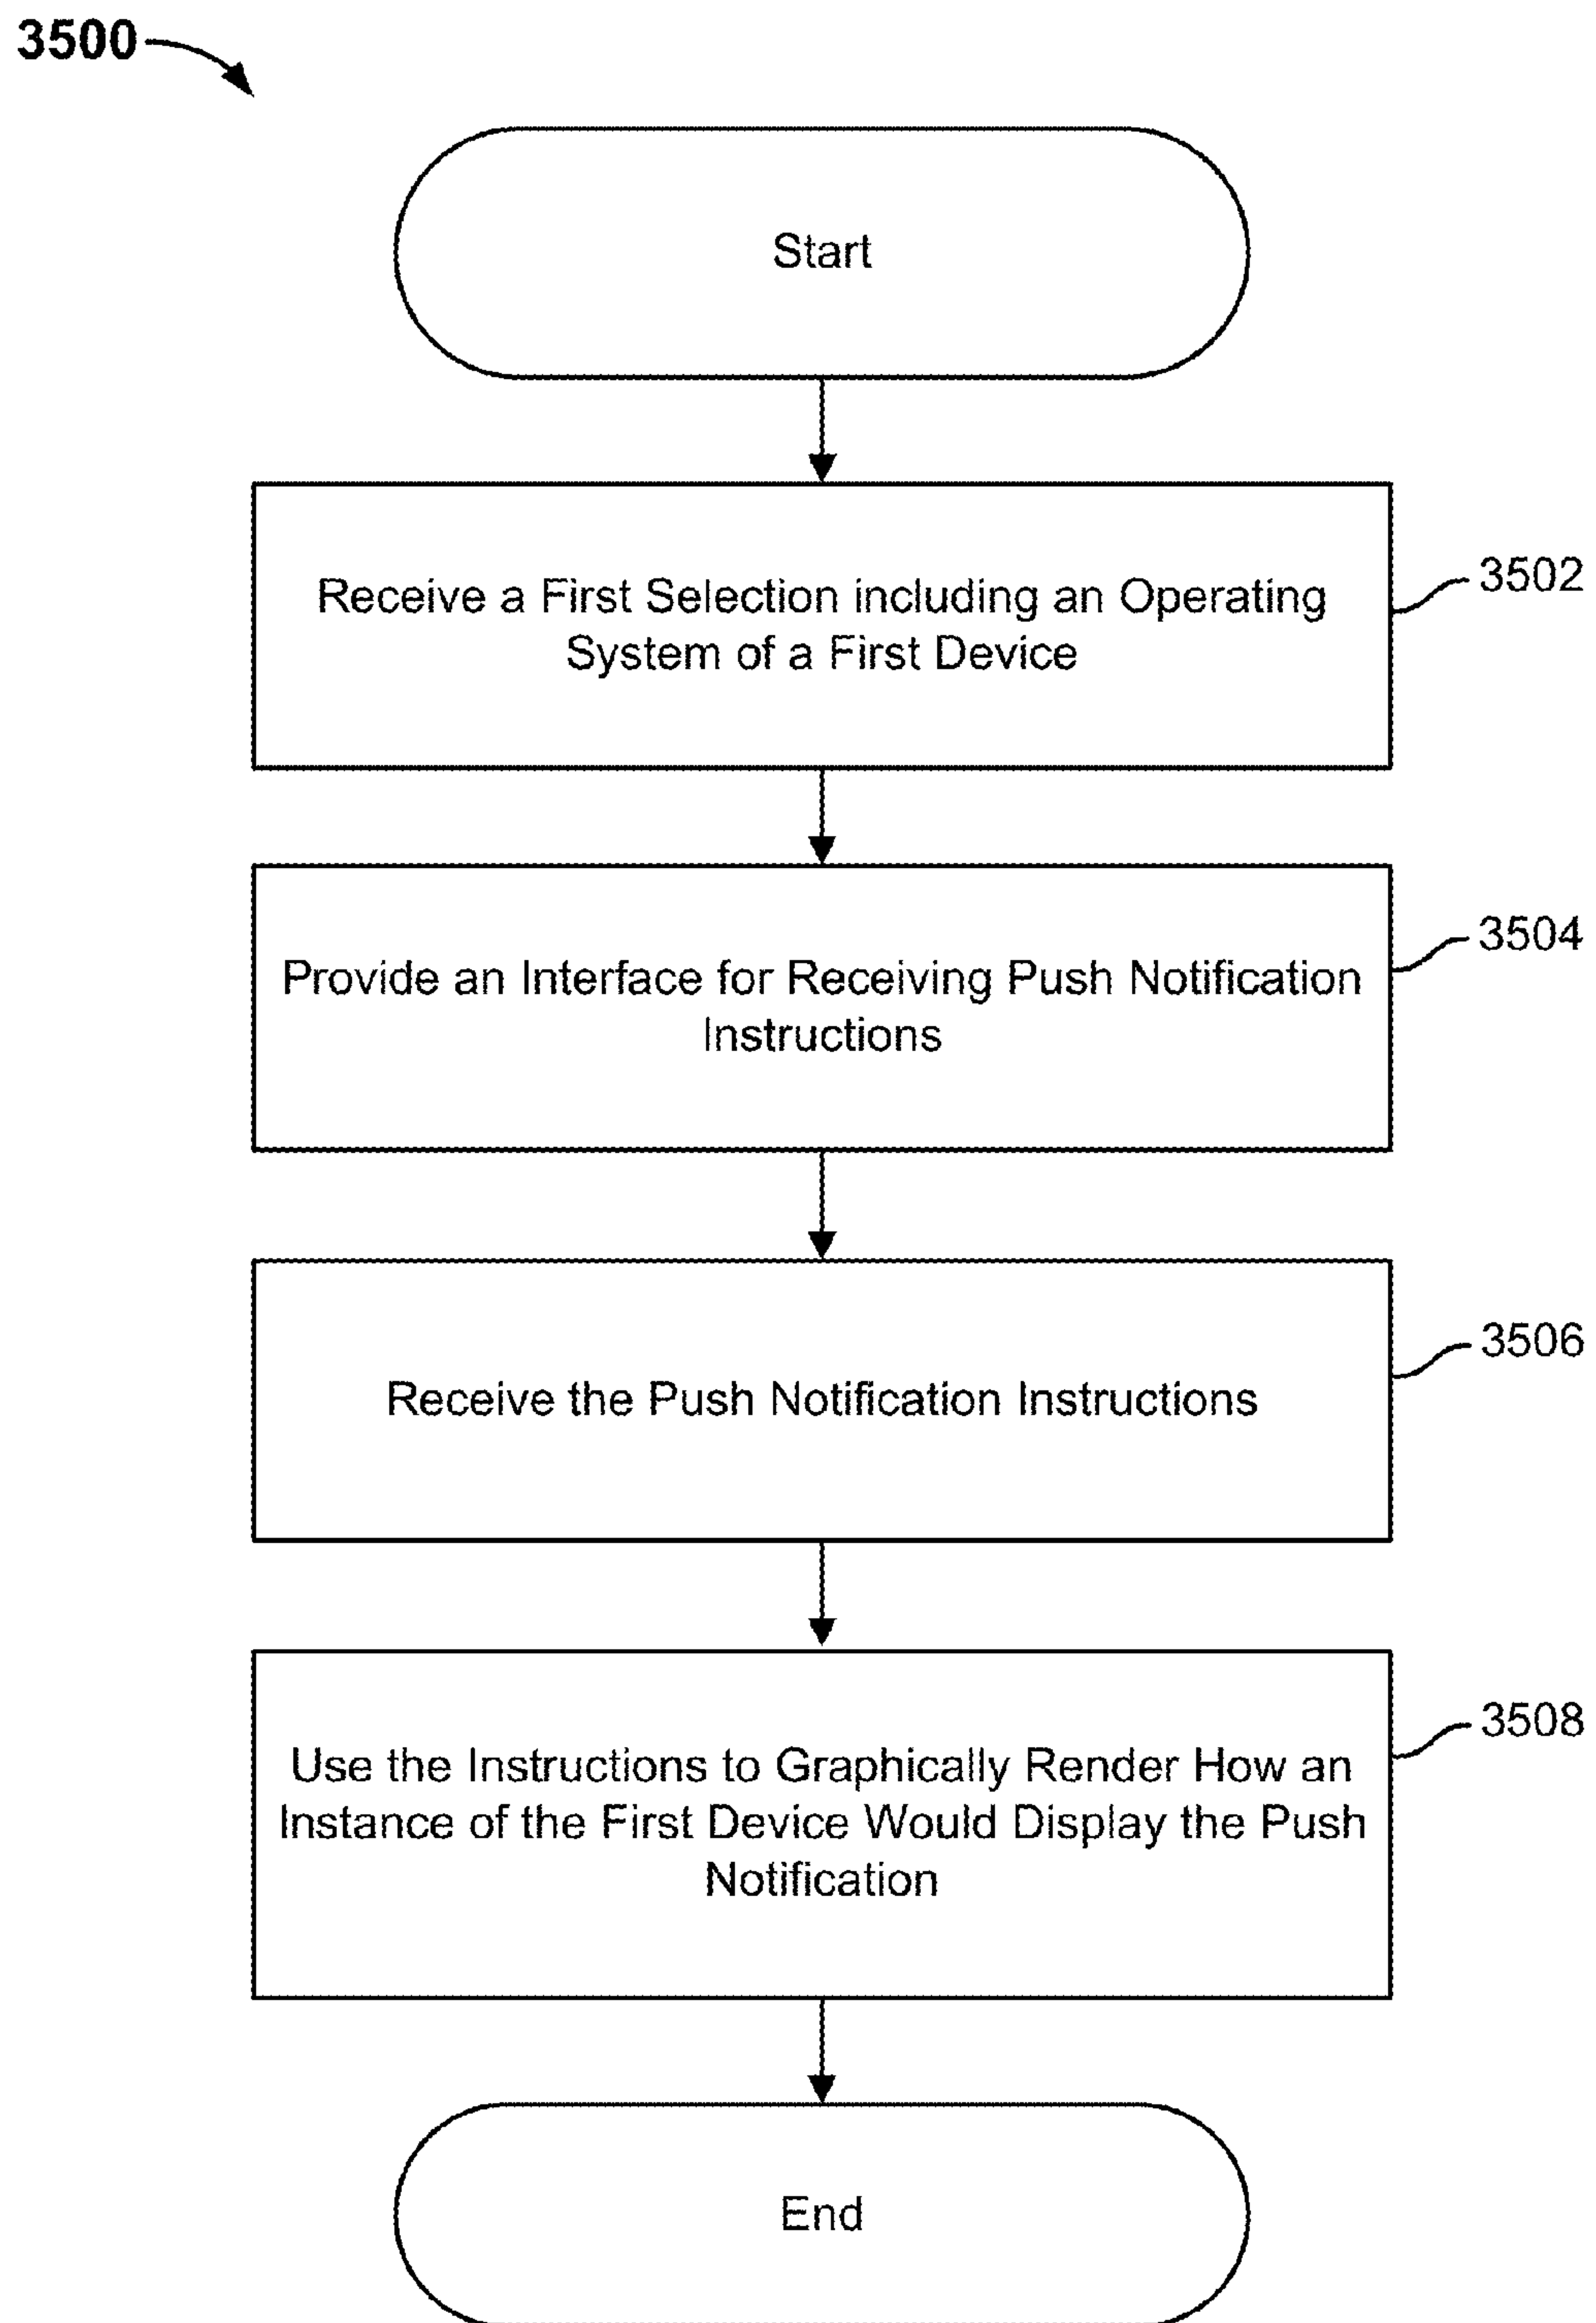 3500
Start
Receive a First Selection including an Operating
System of a First Device
3502
Provide an Interface for Receiving Push Notification
Instructions
3504
Receive the Push Notification Instructions
3506
Use the Instructions to Graphically Render How an
Instance of the First Device Would Display the Push
Notification
3508
End